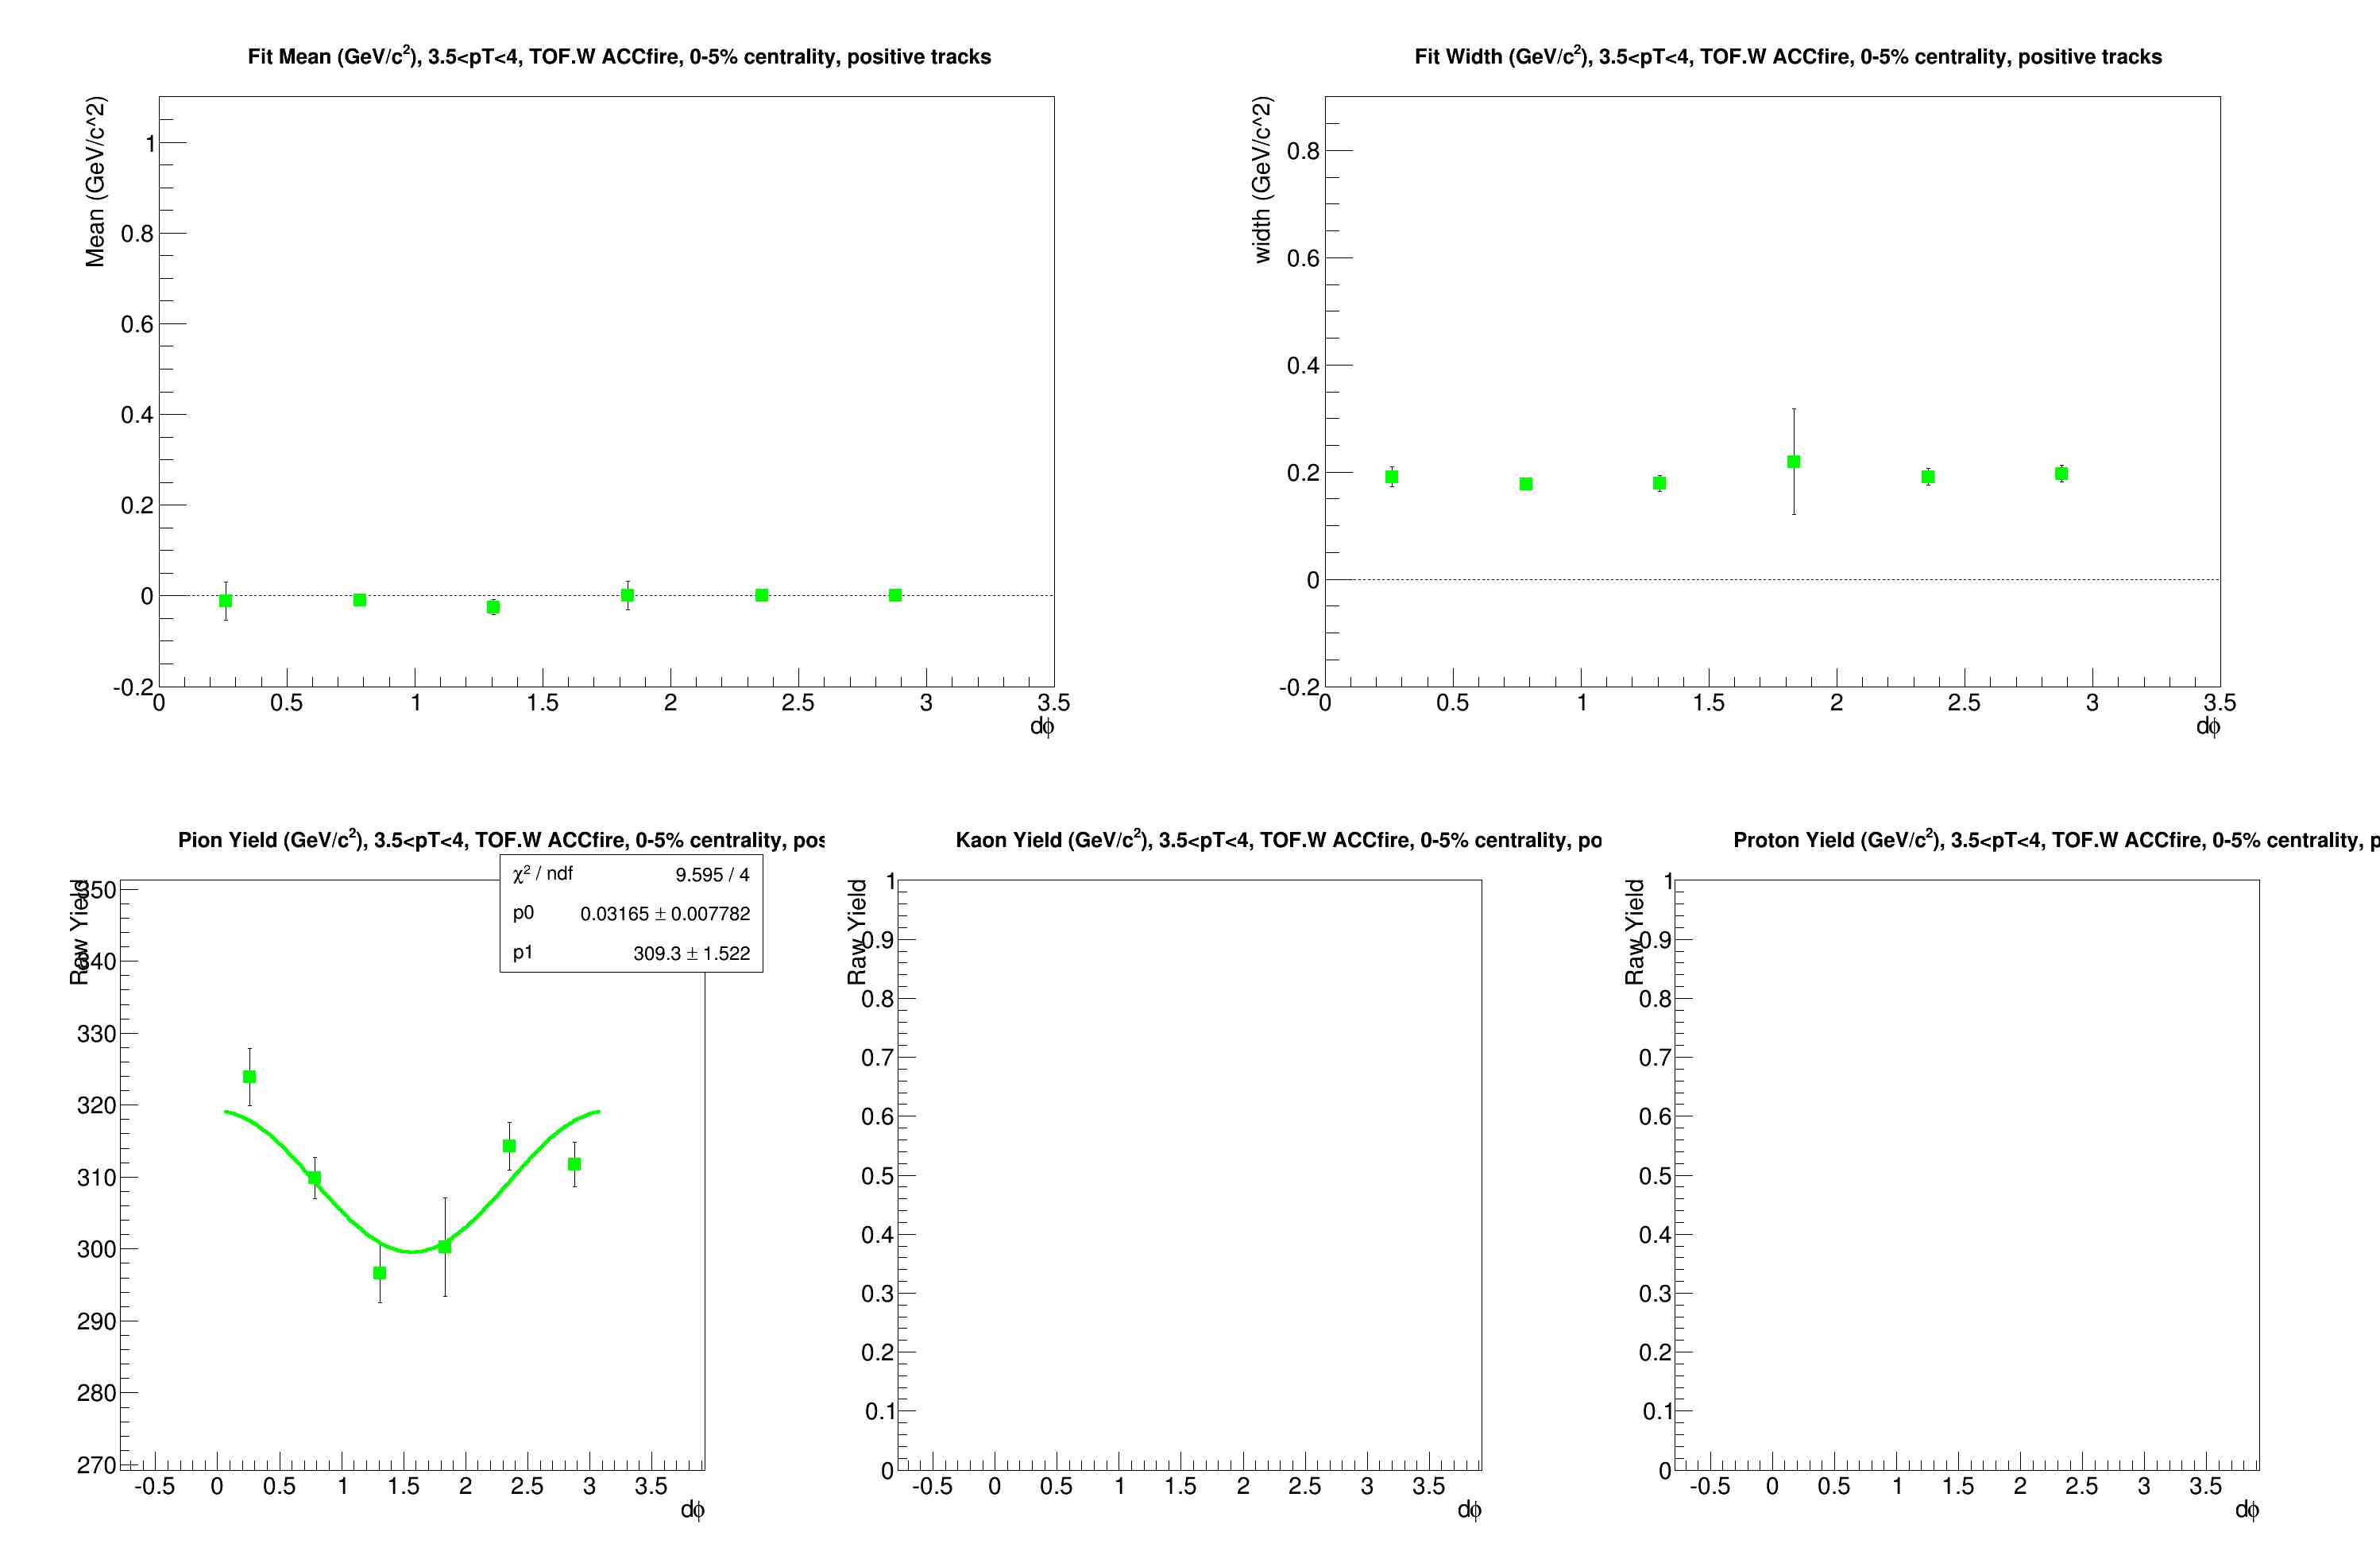 Fit Mean (GeV/c²), 3.5<pT<4, TOF.W ACCfire, 0-5% centrality, positive tracks
Mean (GeV/c^2)
1
0.8
0.6
0.4
0.2
0
-0.2
0 0.5 1 1.5 2 2.5 3 3.5
dϕ
Fit Width (GeV/c²), 3.5<pT<4, TOF.W ACCfire, 0-5% centrality, positive tracks
width (GeV/c^2)
0.8
0.6
0.4
0.2
0
-0.2
0 0.5 1 1.5 2 2.5 3 3.5
dϕ
Pion Yield (GeV/c²), 3.5<pT<4, TOF.W ACCfire, 0-5% centrality, pos
χ² / ndf 9.595 / 4
p0 0.03165 ± 0.007782
p1 309.3 ± 1.522
Raw Yield
350
340
330
320
310
300
290
280
270
-0.5 0 0.5 1 1.5 2 2.5 3 3.5
dϕ
Kaon Yield (GeV/c²), 3.5<pT<4, TOF.W ACCfire, 0-5% centrality, po
Raw Yield
1
0.9
0.8
0.7
0.6
0.5
0.4
0.3
0.2
0.1
0
-0.5 0 0.5 1 1.5 2 2.5 3 3.5
dϕ
Proton Yield (GeV/c²), 3.5<pT<4, TOF.W ACCfire, 0-5% centrality, p
Raw Yield
1
0.9
0.8
0.7
0.6
0.5
0.4
0.3
0.2
0.1
0
-0.5 0 0.5 1 1.5 2 2.5 3 3.5
dϕ